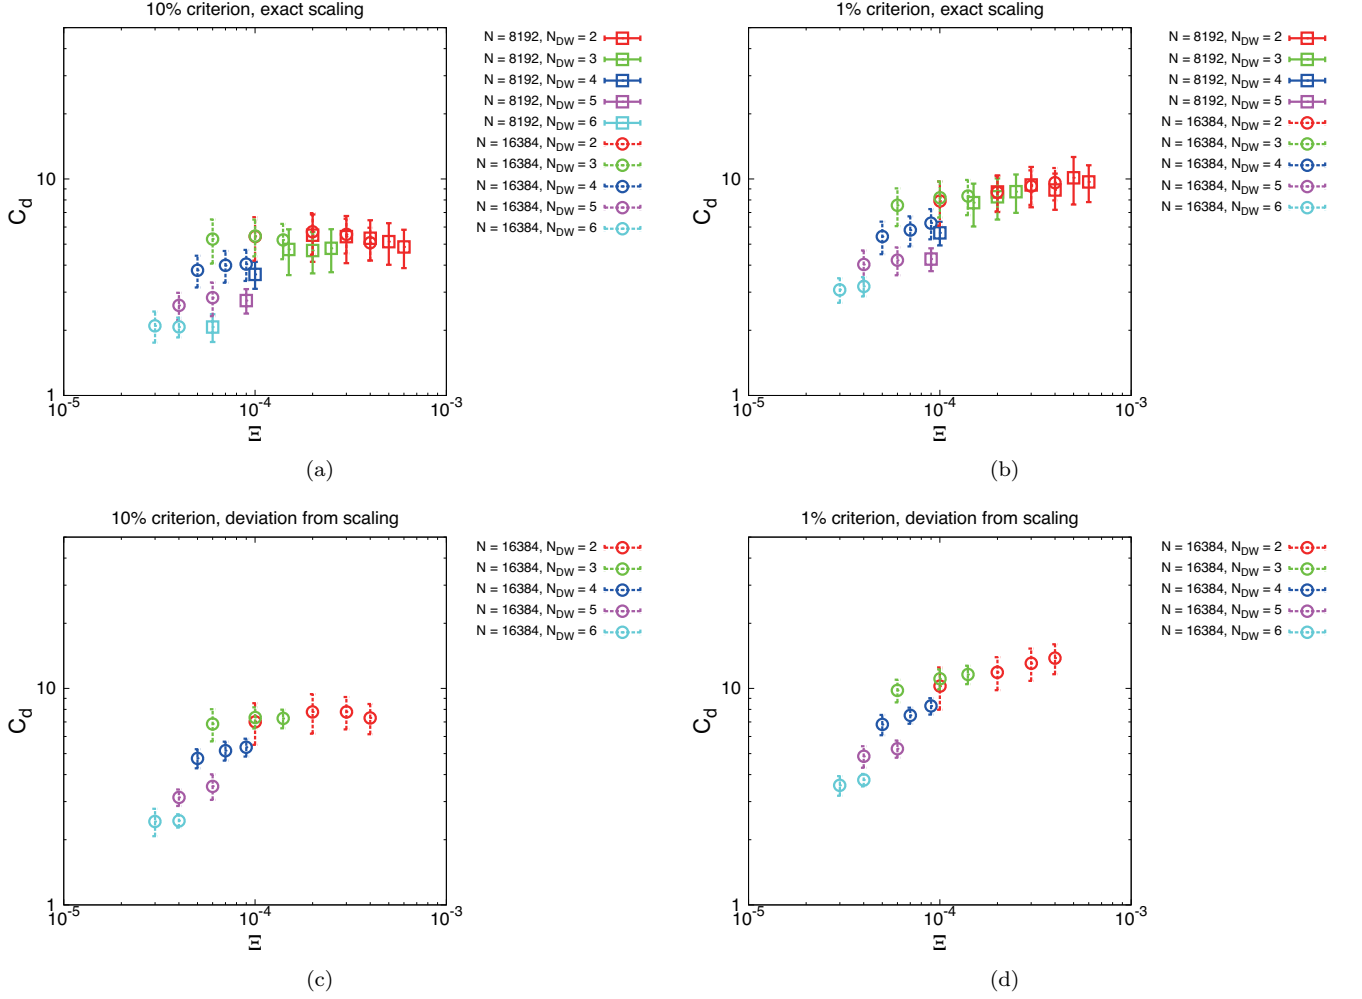 10% criterion, exact scaling
C_d
10
1
10^-5
10^-4
10^-3
Ξ
N = 8192, N_DW = 2
N = 8192, N_DW = 3
N = 8192, N_DW = 4
N = 8192, N_DW = 5
N = 8192, N_DW = 6
N = 16384, N_DW = 2
N = 16384, N_DW = 3
N = 16384, N_DW = 4
N = 16384, N_DW = 5
N = 16384, N_DW = 6
(a)
1% criterion, exact scaling
C_d
10
1
10^-5
10^-4
10^-3
Ξ
N = 8192, N_DW = 2
N = 8192, N_DW = 3
N = 8192, N_DW = 4
N = 8192, N_DW = 5
N = 16384, N_DW = 2
N = 16384, N_DW = 3
N = 16384, N_DW = 4
N = 16384, N_DW = 5
N = 16384, N_DW = 6
(b)
10% criterion, deviation from scaling
C_d
10
1
10^-5
10^-4
10^-3
Ξ
N = 16384, N_DW = 2
N = 16384, N_DW = 3
N = 16384, N_DW = 4
N = 16384, N_DW = 5
N = 16384, N_DW = 6
(c)
1% criterion, deviation from scaling
C_d
10
1
10^-5
10^-4
10^-3
Ξ
N = 16384, N_DW = 2
N = 16384, N_DW = 3
N = 16384, N_DW = 4
N = 16384, N_DW = 5
N = 16384, N_DW = 6
(d)